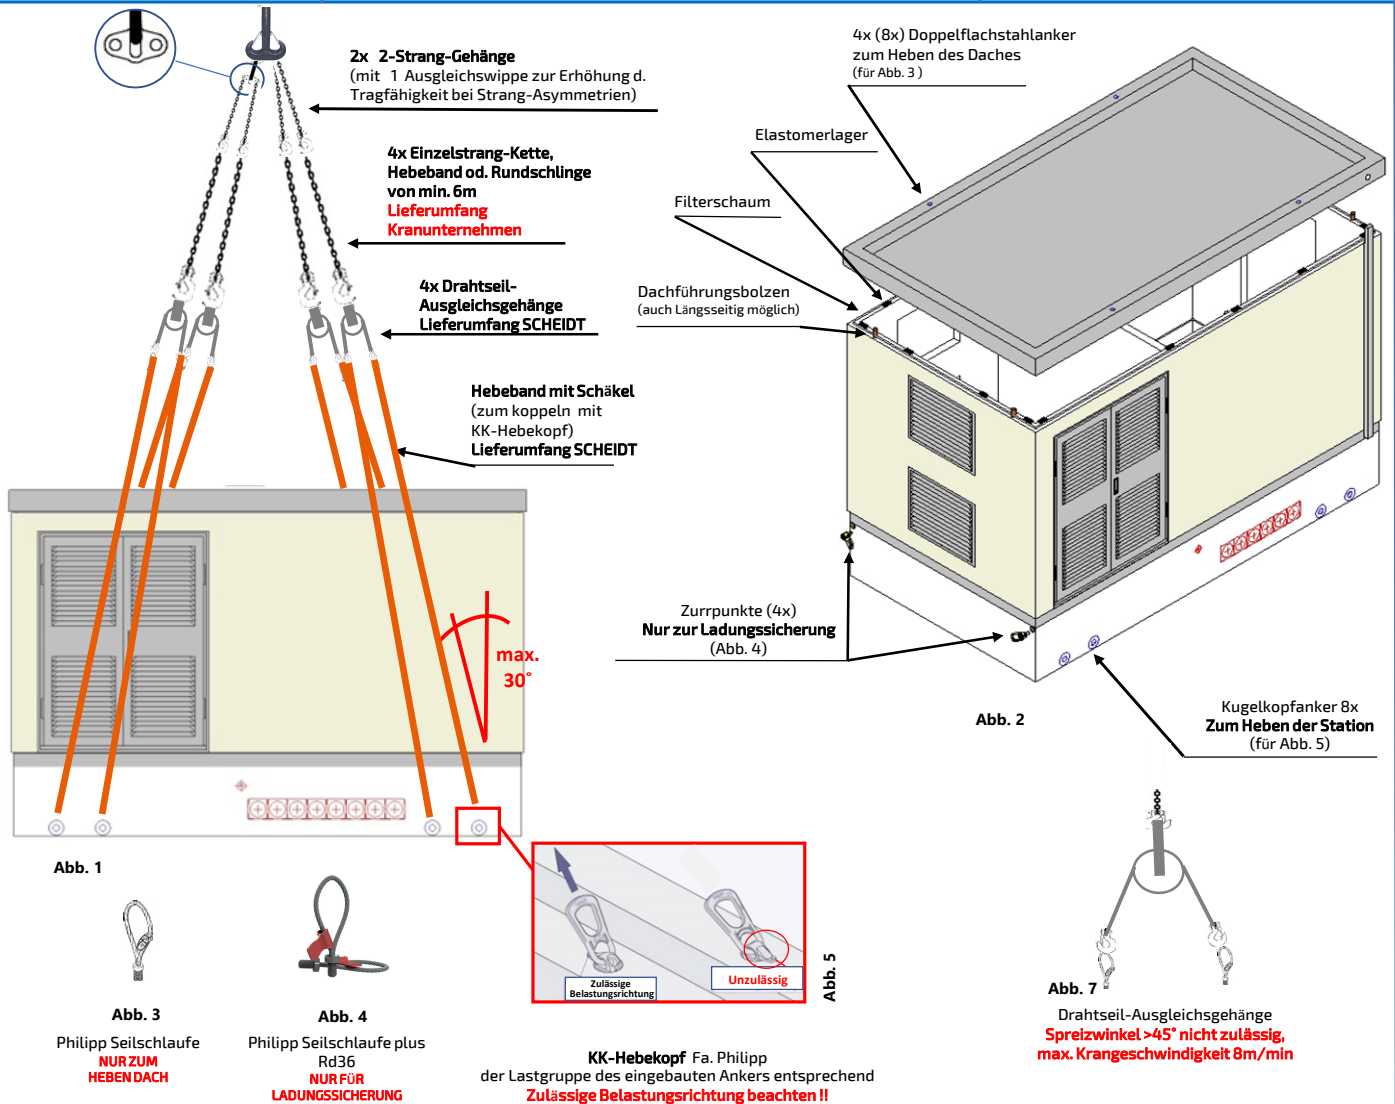 2x 2-Strang-Gehänge
(mit 1 Ausgleichswippe zur Erhöhung d.
Tragfähigkeit bei Strang-Asymmetrien)
4x Einzelstrang-Kette,
Hebeband od. Rundschlinge
von min. 6m
Lieferumfang
Kranunternehmen
4x Drahtseil-
Ausgleichsgehänge
Lieferumfang SCHEIDT
Hebeband mit Schäkel
(zum koppeln mit
KK-Hebekopf)
Lieferumfang SCHEIDT
max.
30°
Abb. 1
4x (8x) Doppelflachstahlanker
zum Heben des Daches
(für Abb. 3 )
Elastomerlager
Filterschaum
Dachführungsbolzen
(auch Längsseitig möglich)
Zurrpunkte (4x)
Nur zur Ladungssicherung
(Abb. 4)
Abb. 2
Kugelkopfanker 8x
Zum Heben der Station
(für Abb. 5)
Abb. 3
Philipp Seilschlaufe
NUR ZUM
HEBEN DACH
Abb. 4
Philipp Seilschlaufe plus
Rd36
NUR FÜR
LADUNGSSICHERUNG
Zulässige
Belastungsrichtung
Unzulässig
Abb. 5
KK-Hebekopf Fa. Philipp
der Lastgruppe des eingebauten Ankers entsprechend
Zulässige Belastungsrichtung beachten !!
Abb. 7
Drahtseil-Ausgleichsgehänge
Spreizwinkel >45° nicht zulässig,
max. Krangeschwindigkeit 8m/min